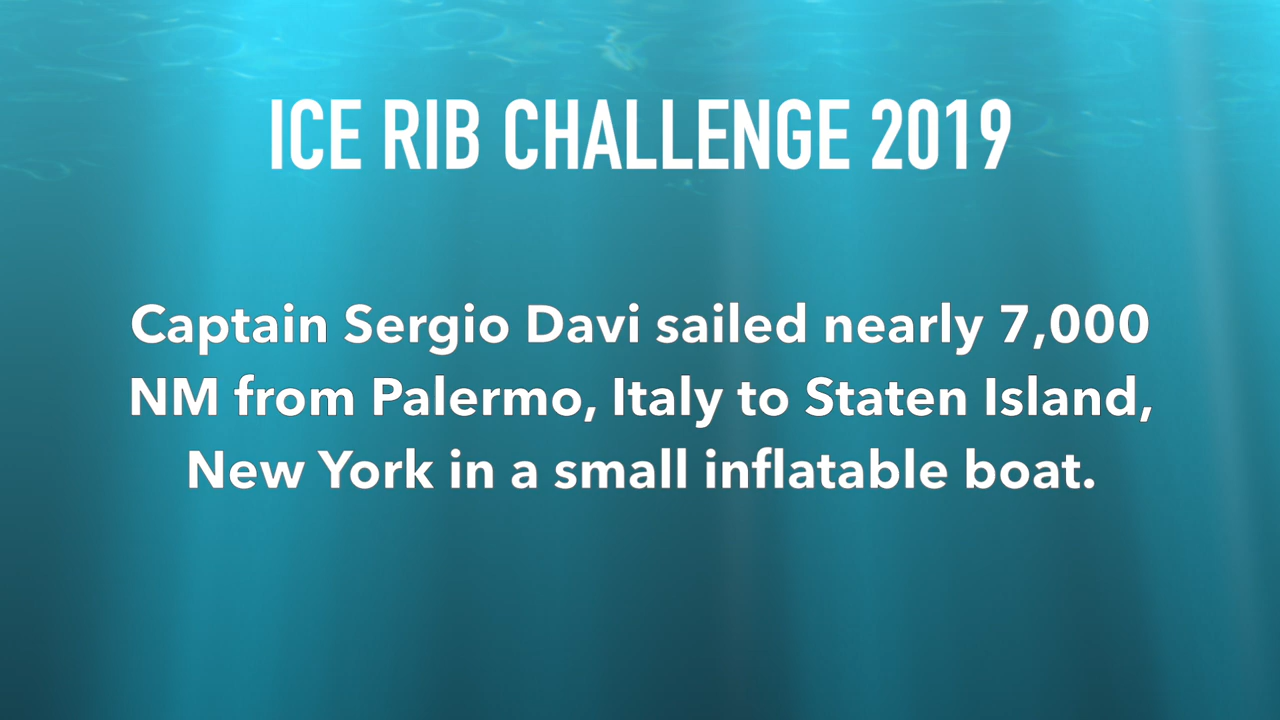 ICE RIB CHALLENGE 2019
Captain Sergio Davi sailed nearly 7,000
NM from Palermo, Italy to Staten Island,
New York in a small inflatable boat.